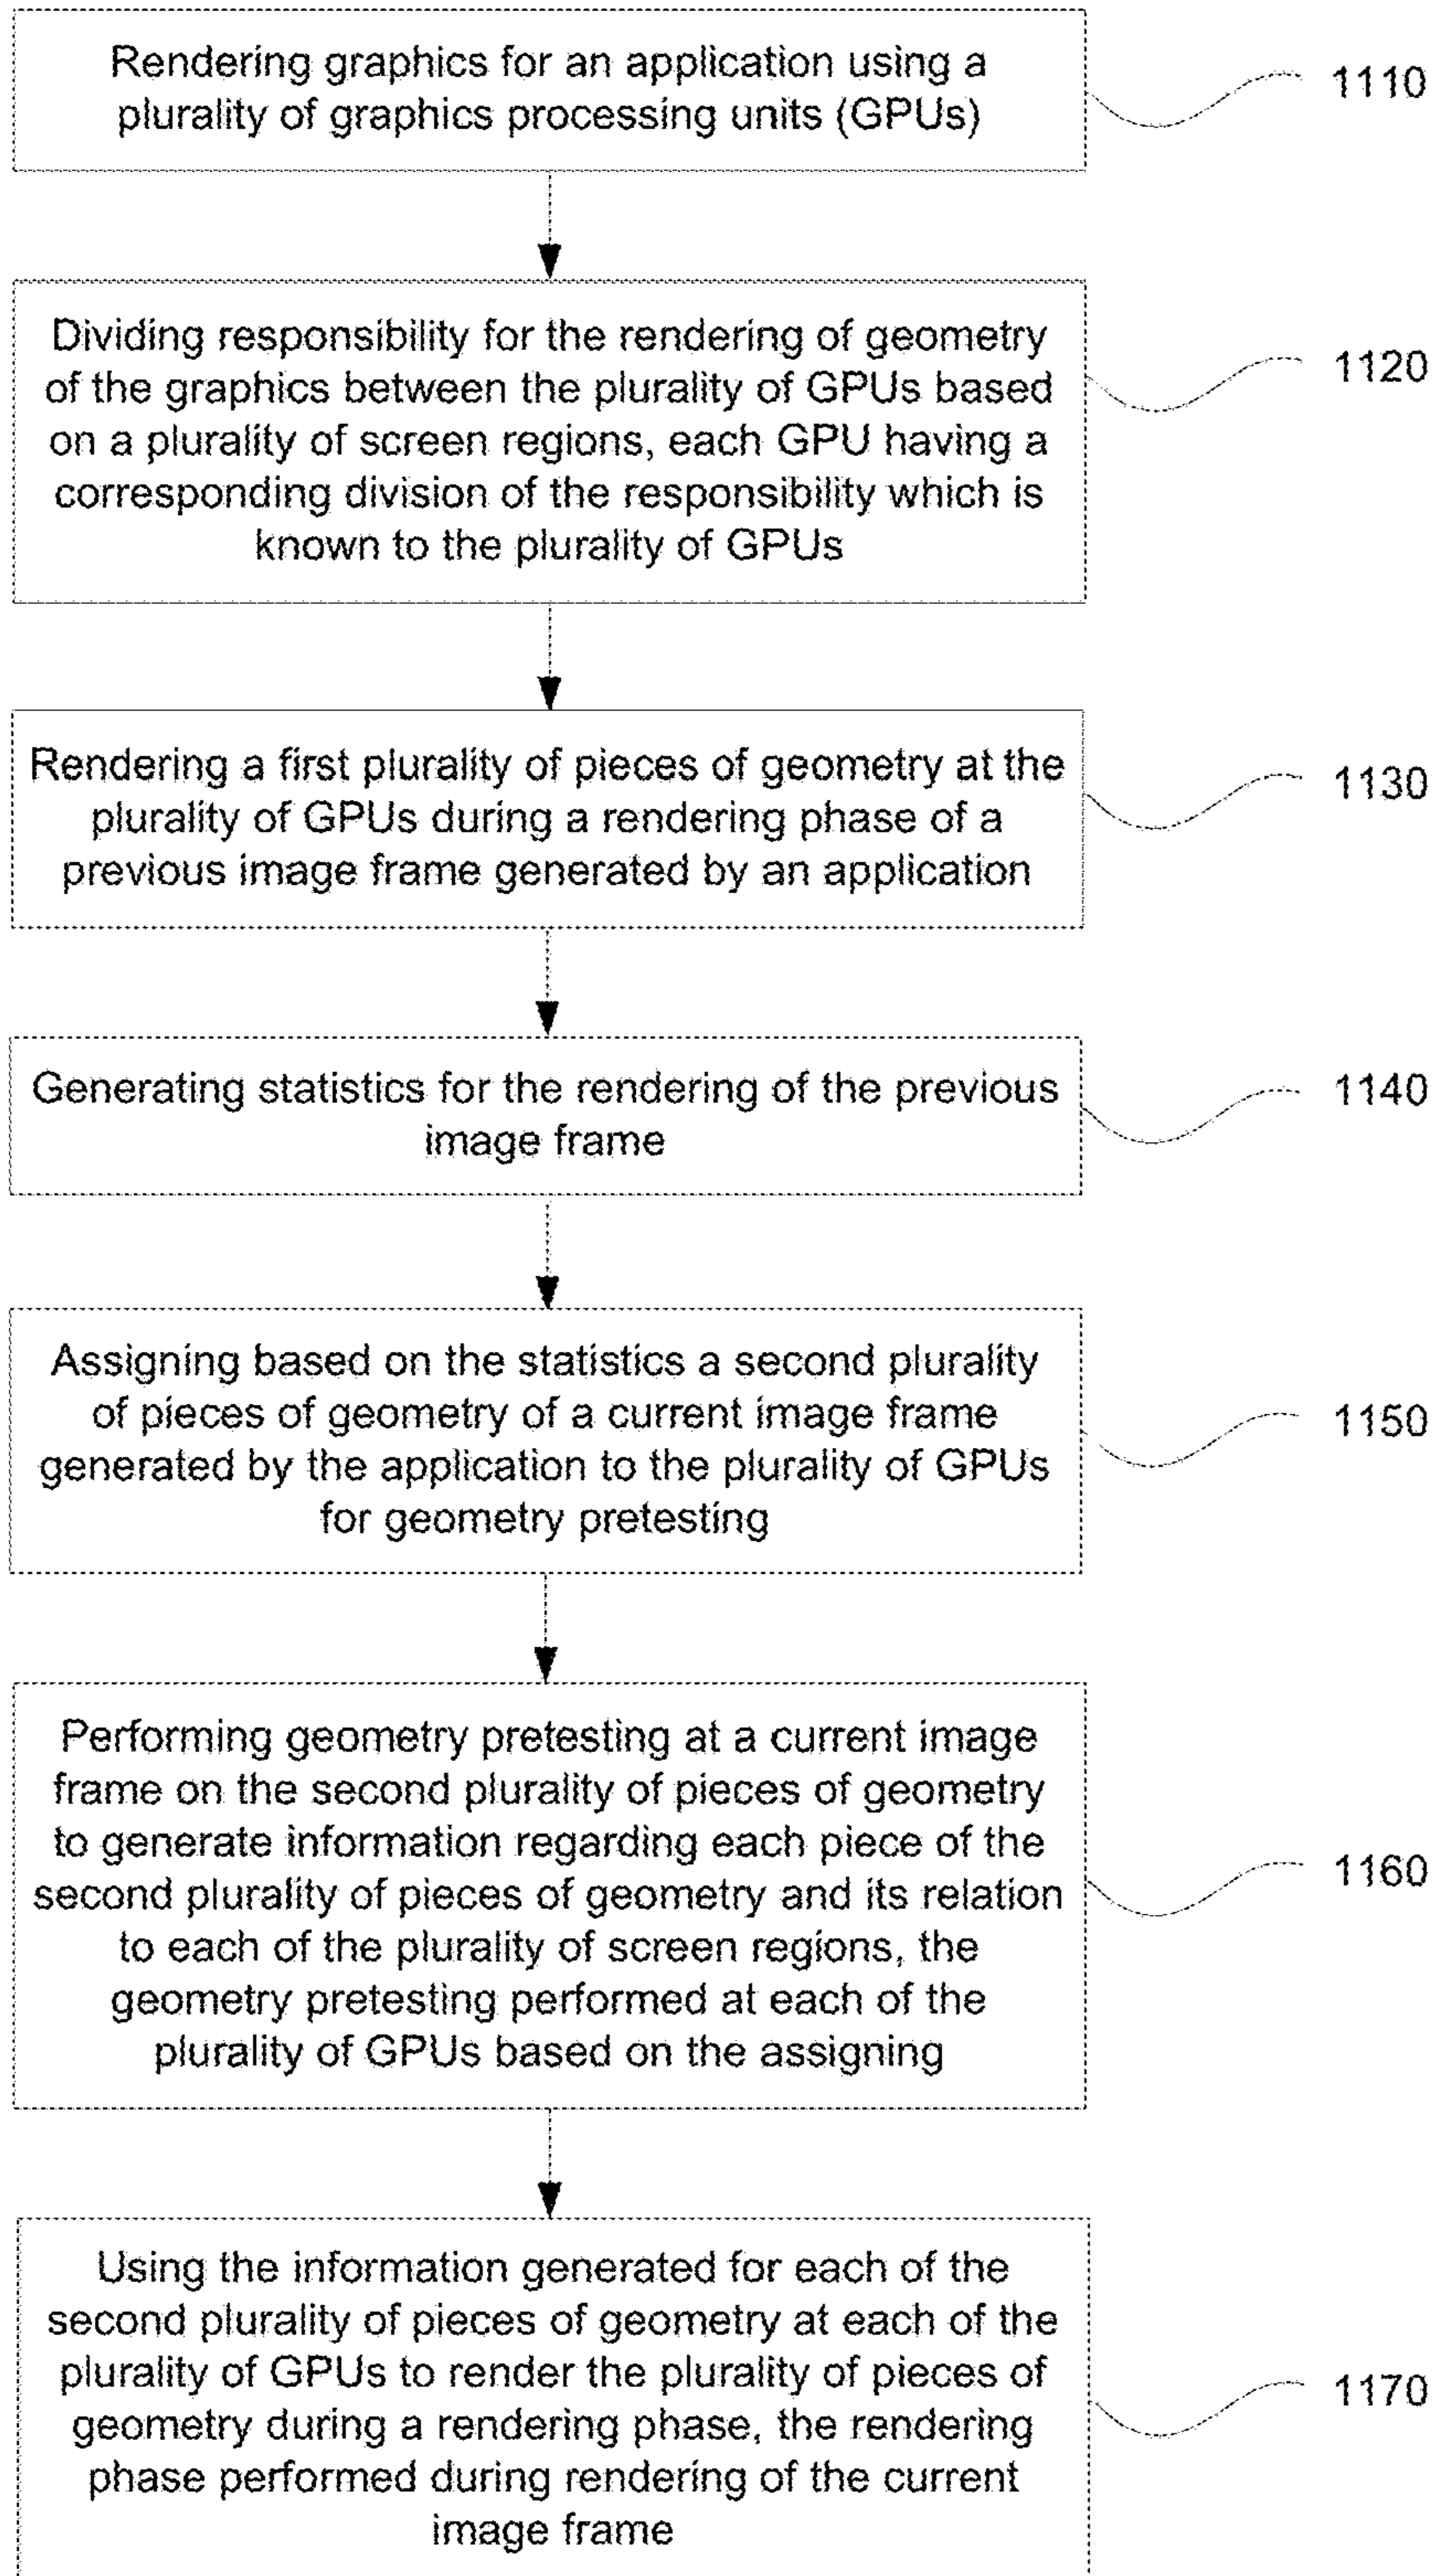 Rendering graphics for an application using a
plurality of graphics processing units (GPUs)
1110
Dividing responsibility for the rendering of geometry
of the graphics between the plurality of GPUs based
on a plurality of screen regions, each GPU having a
corresponding division of the responsibility which is
known to the plurality of GPUs
1120
Rendering a first plurality of pieces of geometry at the
plurality of GPUs during a rendering phase of a
previous image frame generated by an application
1130
Generating statistics for the rendering of the previous
image frame
1140
Assigning based on the statistics a second plurality
of pieces of geometry of a current image frame
generated by the application to the plurality of GPUs
for geometry pretesting
1150
Performing geometry pretesting at a current image
frame on the second plurality of pieces of geometry
to generate information regarding each piece of the
second plurality of pieces of geometry and its relation
to each of the plurality of screen regions, the
geometry pretesting performed at each of the
plurality of GPUs based on the assigning
1160
Using the information generated for each of the
second plurality of pieces of geometry at each of the
plurality of GPUs to render the plurality of pieces of
geometry during a rendering phase, the rendering
phase performed during rendering of the current
image frame
1170